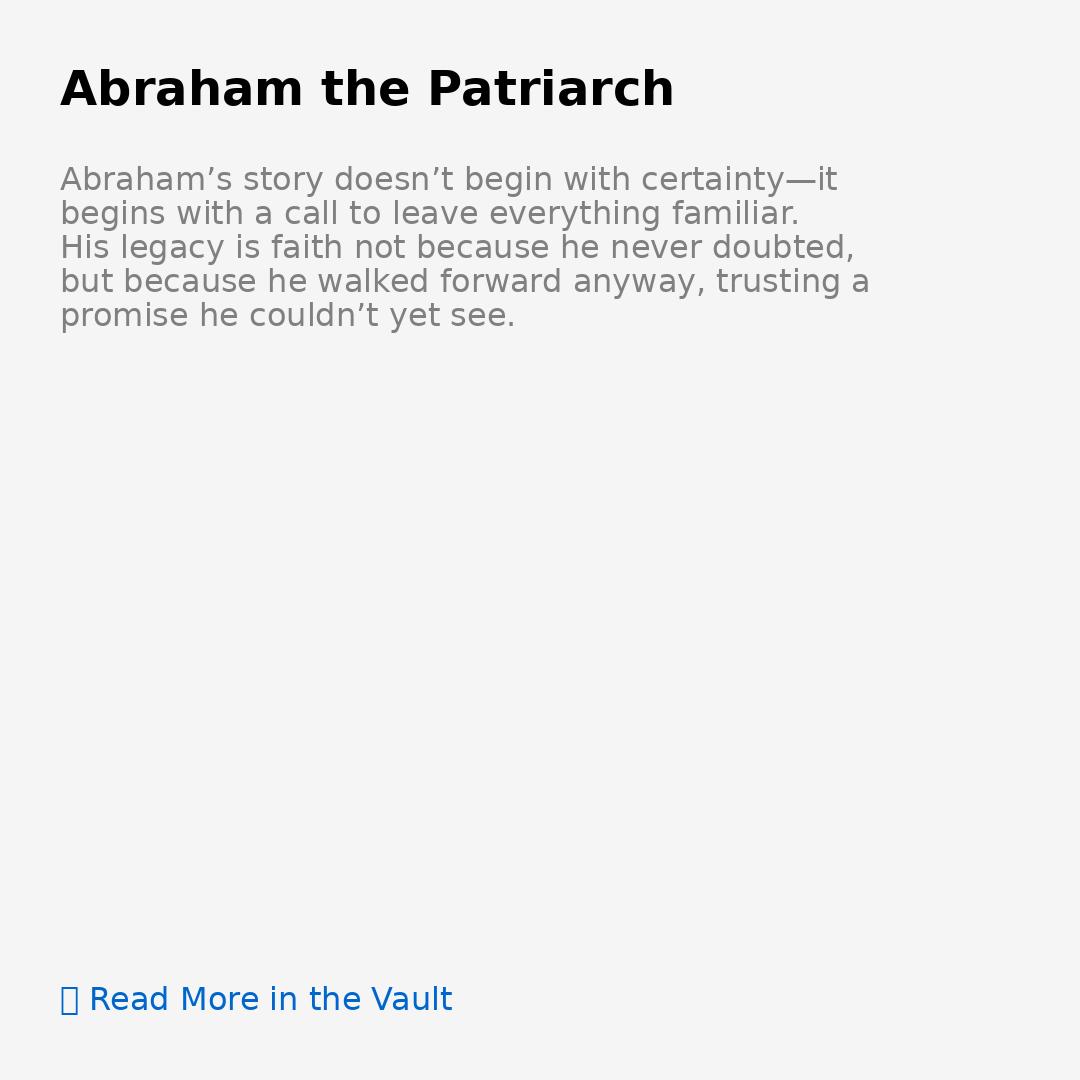 Abraham the Patriarch
Abraham’s story doesn’t begin with certainty—it
begins with a call to leave everything familiar.
His legacy is faith not because he never doubted,
but because he walked forward anyway, trusting a
promise he couldn’t yet see.
Read More in the Vault